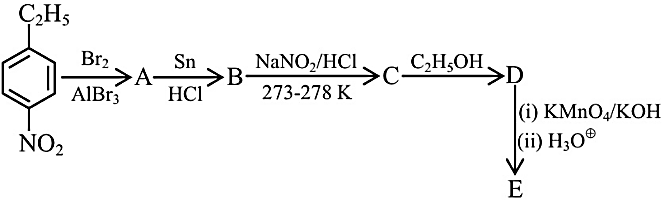 C₂H₅
Br₂
AlBr₃
A
Sn
HCl
B
NaNO₂/HCl
273-278 K
C
C₂H₅OH
D
NO₂
(i) KMnO₄/KOH
(ii) H₃O⊕
E